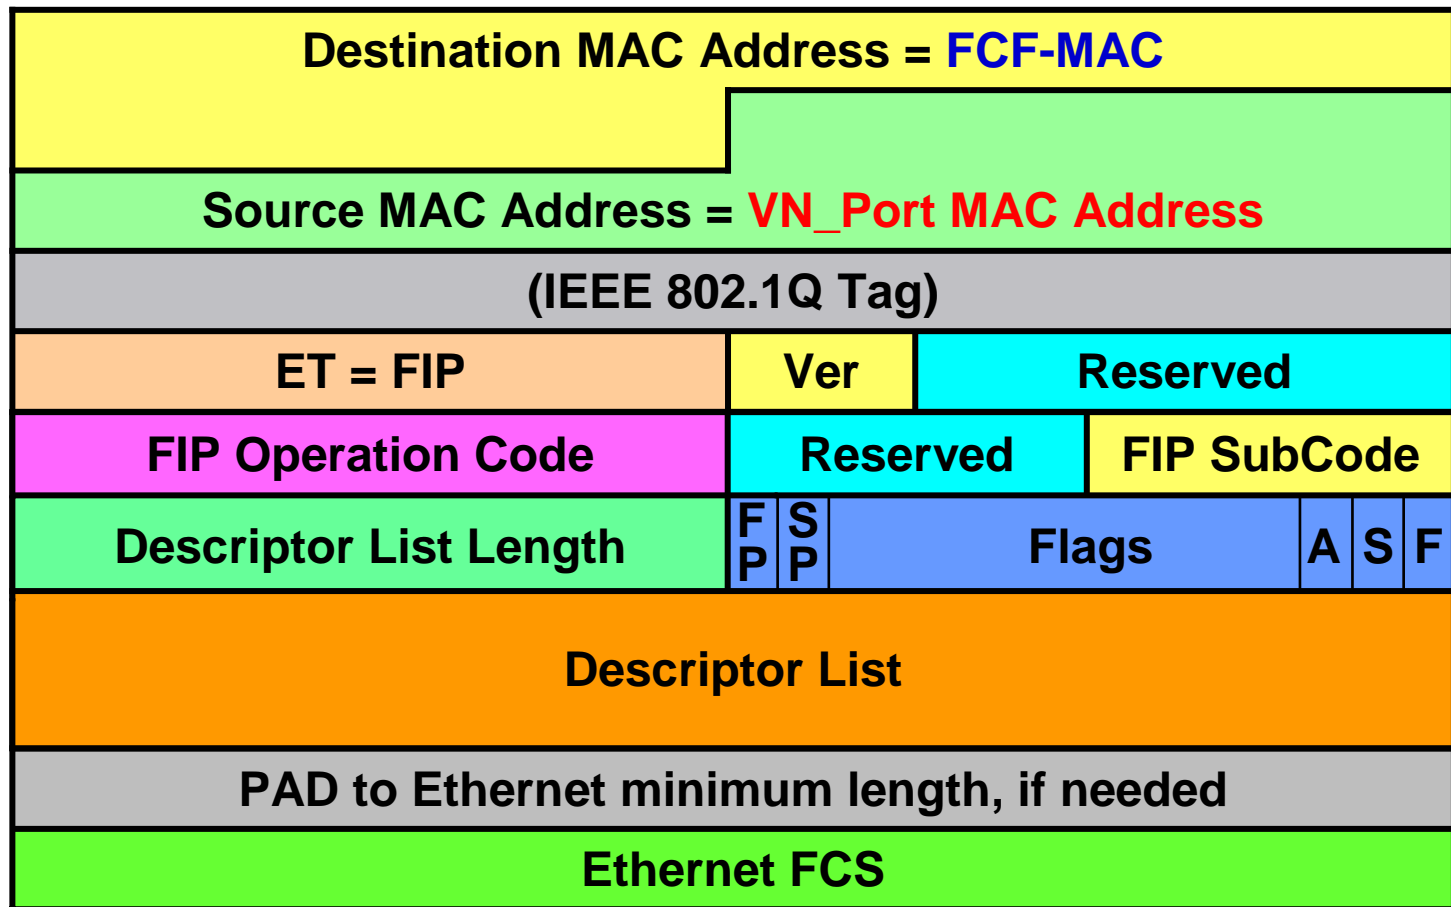 Destination MAC Address = FCF-MAC
Source MAC Address = VN_Port MAC Address
(IEEE 802.1Q Tag)
ET = FIP Ver Reserved
FIP Operation Code Reserved FIP SubCode
Descriptor List Length FP SP Flags A S F
Descriptor List
PAD to Ethernet minimum length, if needed
Ethernet FCS